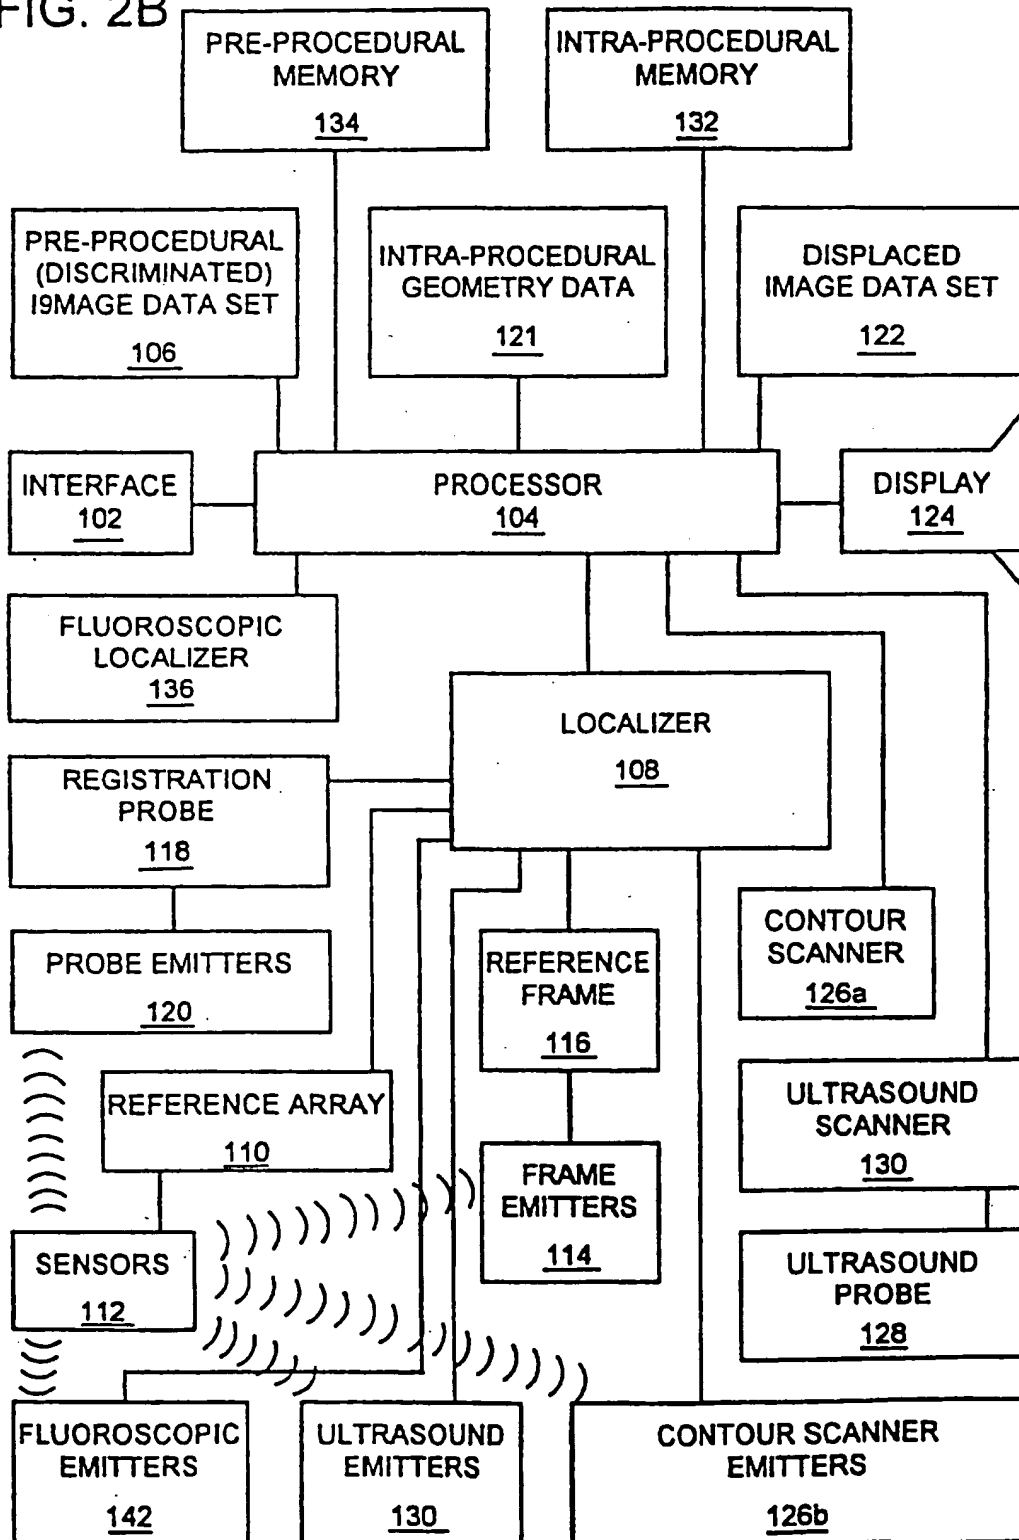 FIG. 2B
PRE-PROCEDURAL
MEMORY
134
INTRA-PROCEDURAL
MEMORY
132
PRE-PROCEDURAL
(DISCRIMINATED)
I9MAGE DATA SET
106
INTRA-PROCEDURAL
GEOMETRY DATA
121
DISPLACED
IMAGE DATA SET
122
INTERFACE
102
PROCESSOR
104
DISPLAY
124
FLUOROSCOPIC
LOCALIZER
136
LOCALIZER
108
REGISTRATION
PROBE
118
PROBE EMITTERS
120
REFERENCE
FRAME
116
CONTOUR
SCANNER
126a
REFERENCE ARRAY
110
ULTRASOUND
SCANNER
130
FRAME
EMITTERS
114
SENSORS
112
ULTRASOUND
PROBE
128
FLUOROSCOPIC
EMITTERS
142
ULTRASOUND
EMITTERS
130
CONTOUR SCANNER
EMITTERS
126b